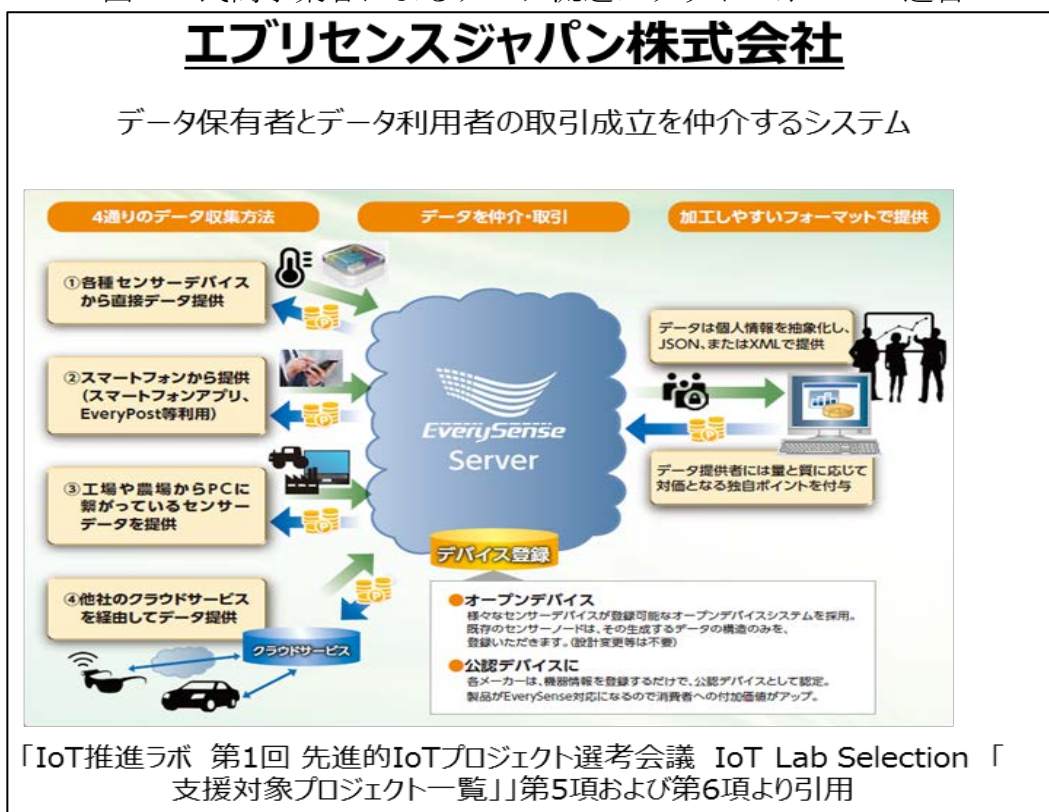 エブリセンスジャパン株式会社
データ保有者とデータ利用者の取引成立を仲介するシステム
4通りのデータ収集方法
データを仲介・取引
加工しやすいフォーマットで提供
①各種センサーデバイス
から直接データ提供
②スマートフォンから提供
(スマートフォンアプリ、
EveryPost等利用)
③工場や農場からPCに
繋がっているセンサー
データを提供
④他社のクラウドサービス
を経由してデータ提供
クラウドサービス
EverySense
Server
デバイス登録
データは個人情報を抽象化し、
JSON、またはXMLで提供
データ提供者には量と質に応じて
対価となる独自ポイントを付与
●オープンデバイス
様々なセンサーデバイスが登録可能なオープンデバイスシステムを採用。
既存のセンサーノードは、その生成するデータの構造のみを、
登録いただきます。(設計変更等は不要)
●公認デバイスに
各メーカーは、機器情報を登録するだけで、公認デバイスとして認定。
製品がEverySense対応になるので消費者への付加価値がアップ。
「IoT推進ラボ 第1回 先進的IoTプロジェクト選考会議 IoT Lab Selection 「
支援対象プロジェクト一覧」」第5項および第6項より引用